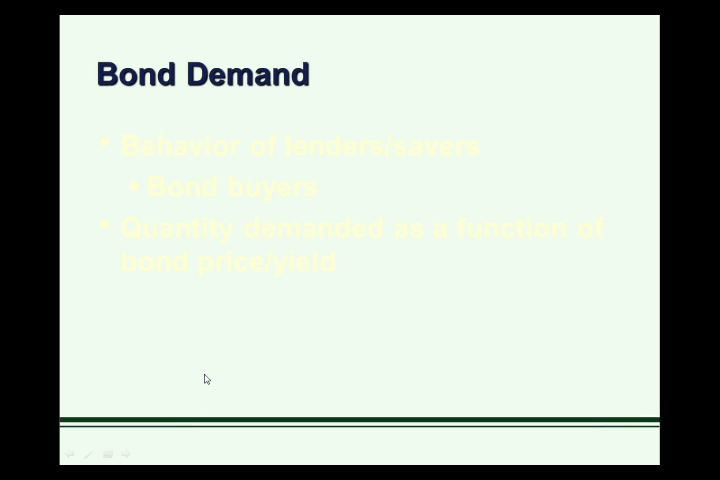 Bond Demand
• Behavior of lenders/savers
• Bond buyers
• Quantity demanded as a function of
bond price/yield